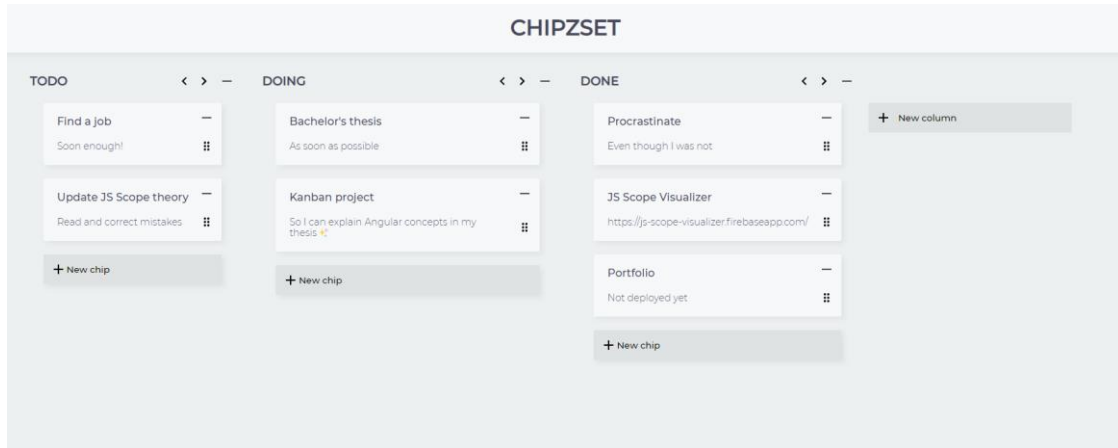 CHIPZSET
TODO
Find a job
Soon enough!
Update JS Scope theory
Read and correct mistakes
+ New chip
DOING
Bachelor's thesis
As soon as possible
Kanban project
So I can explain Angular concepts in my
thesis ✨
+ New chip
DONE
Procrastinate
Even though I was not
JS Scope Visualizer
https://js-scope-visualizer.firebaseapp.com/
Portfolio
Not deployed yet
+ New chip
+ New column